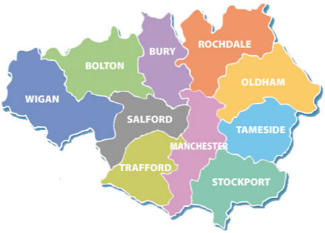 BURY
ROCHDALE
BOLTON
OLDHAM
WIGAN
SALFORD
TAMESIDE
MANCHESTER
TRAFFORD
STOCKPORT